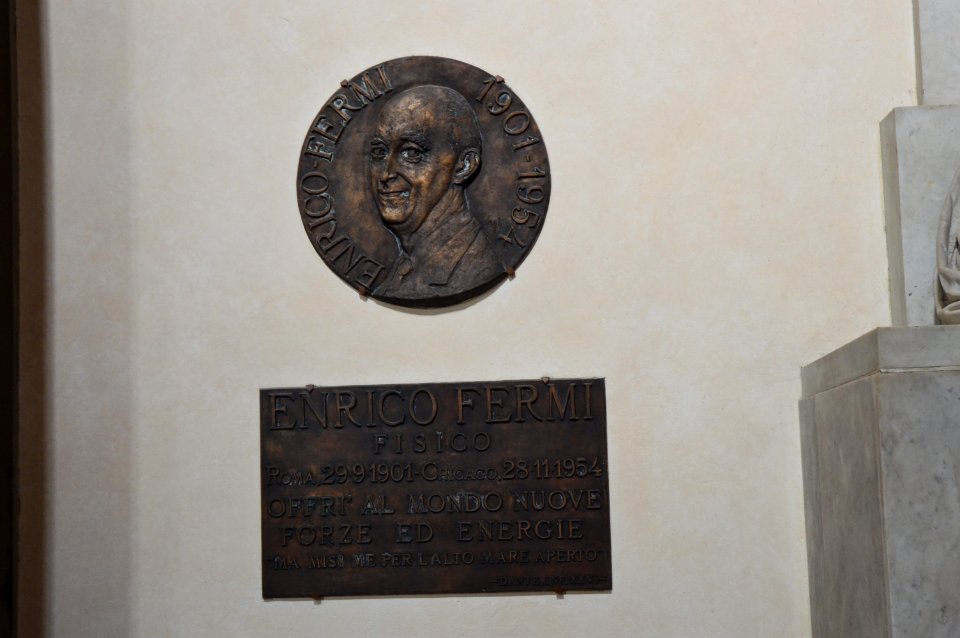 ENRICO-FERMI 1901-1954
ENRICO FERMI
FISICO
ROMA, 29·9·1901-CHICAGO, 28·11·1954
OFFRI' AL MONDO NUOVE
FORZE ED ENERGIE
"MA MISI ME PER L'ALTO MARE APERTO"